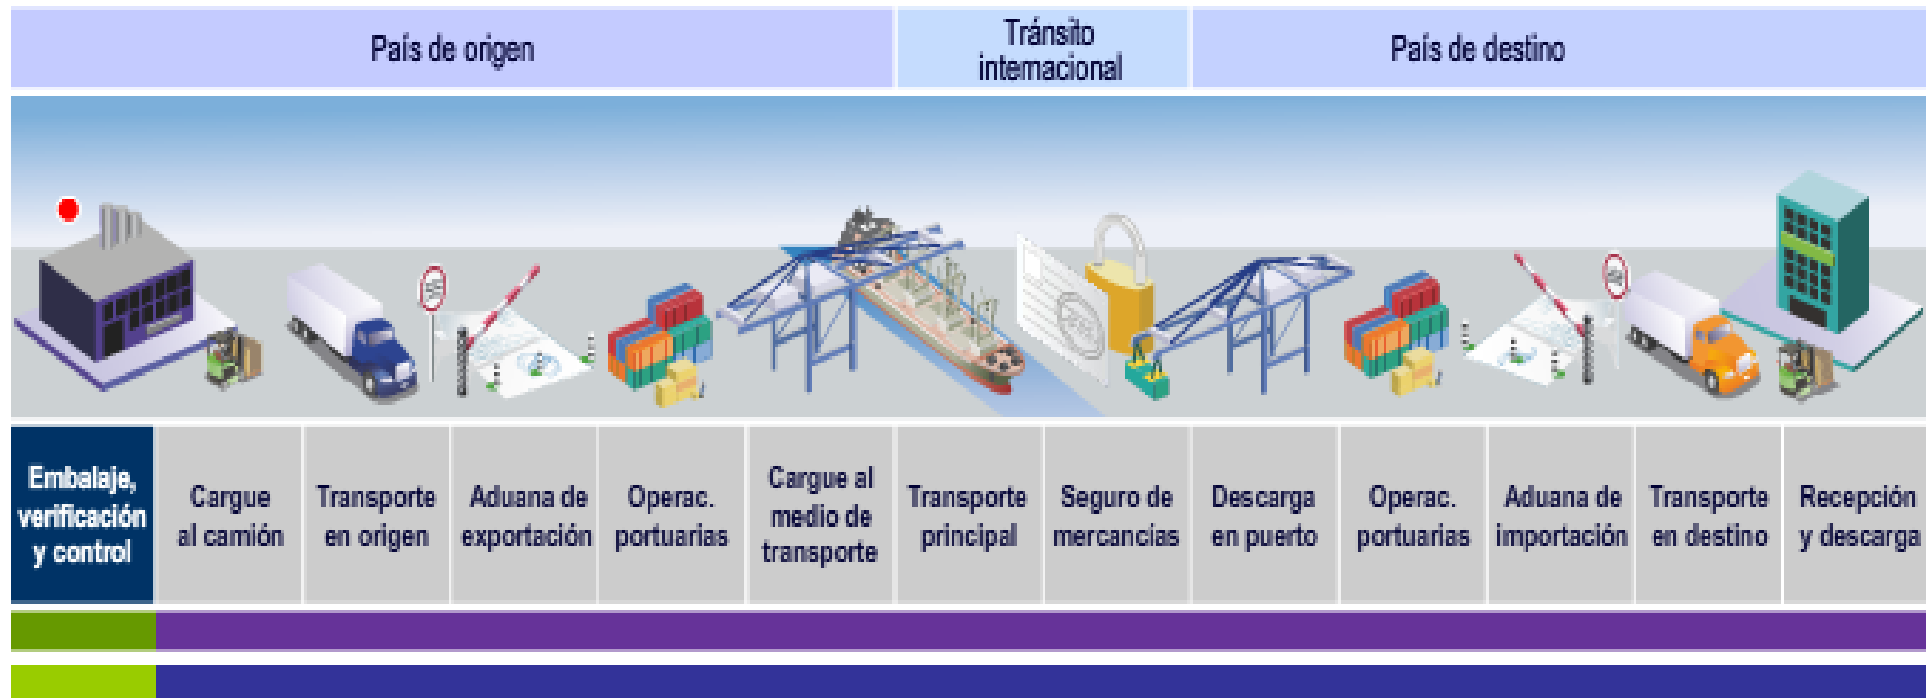 País de origen
Tránsito
internacional
País de destino
Embalaje,
verificación
y control
Cargue
al camión
Transporte
en origen
Aduana de
exportación
Operac.
portuarias
Cargue al
medio de
transporte
Transporte
principal
Seguro de
mercancías
Descarga
en puerto
Operac.
portuarias
Aduana de
importación
Transporte
en destino
Recepción
y descarga